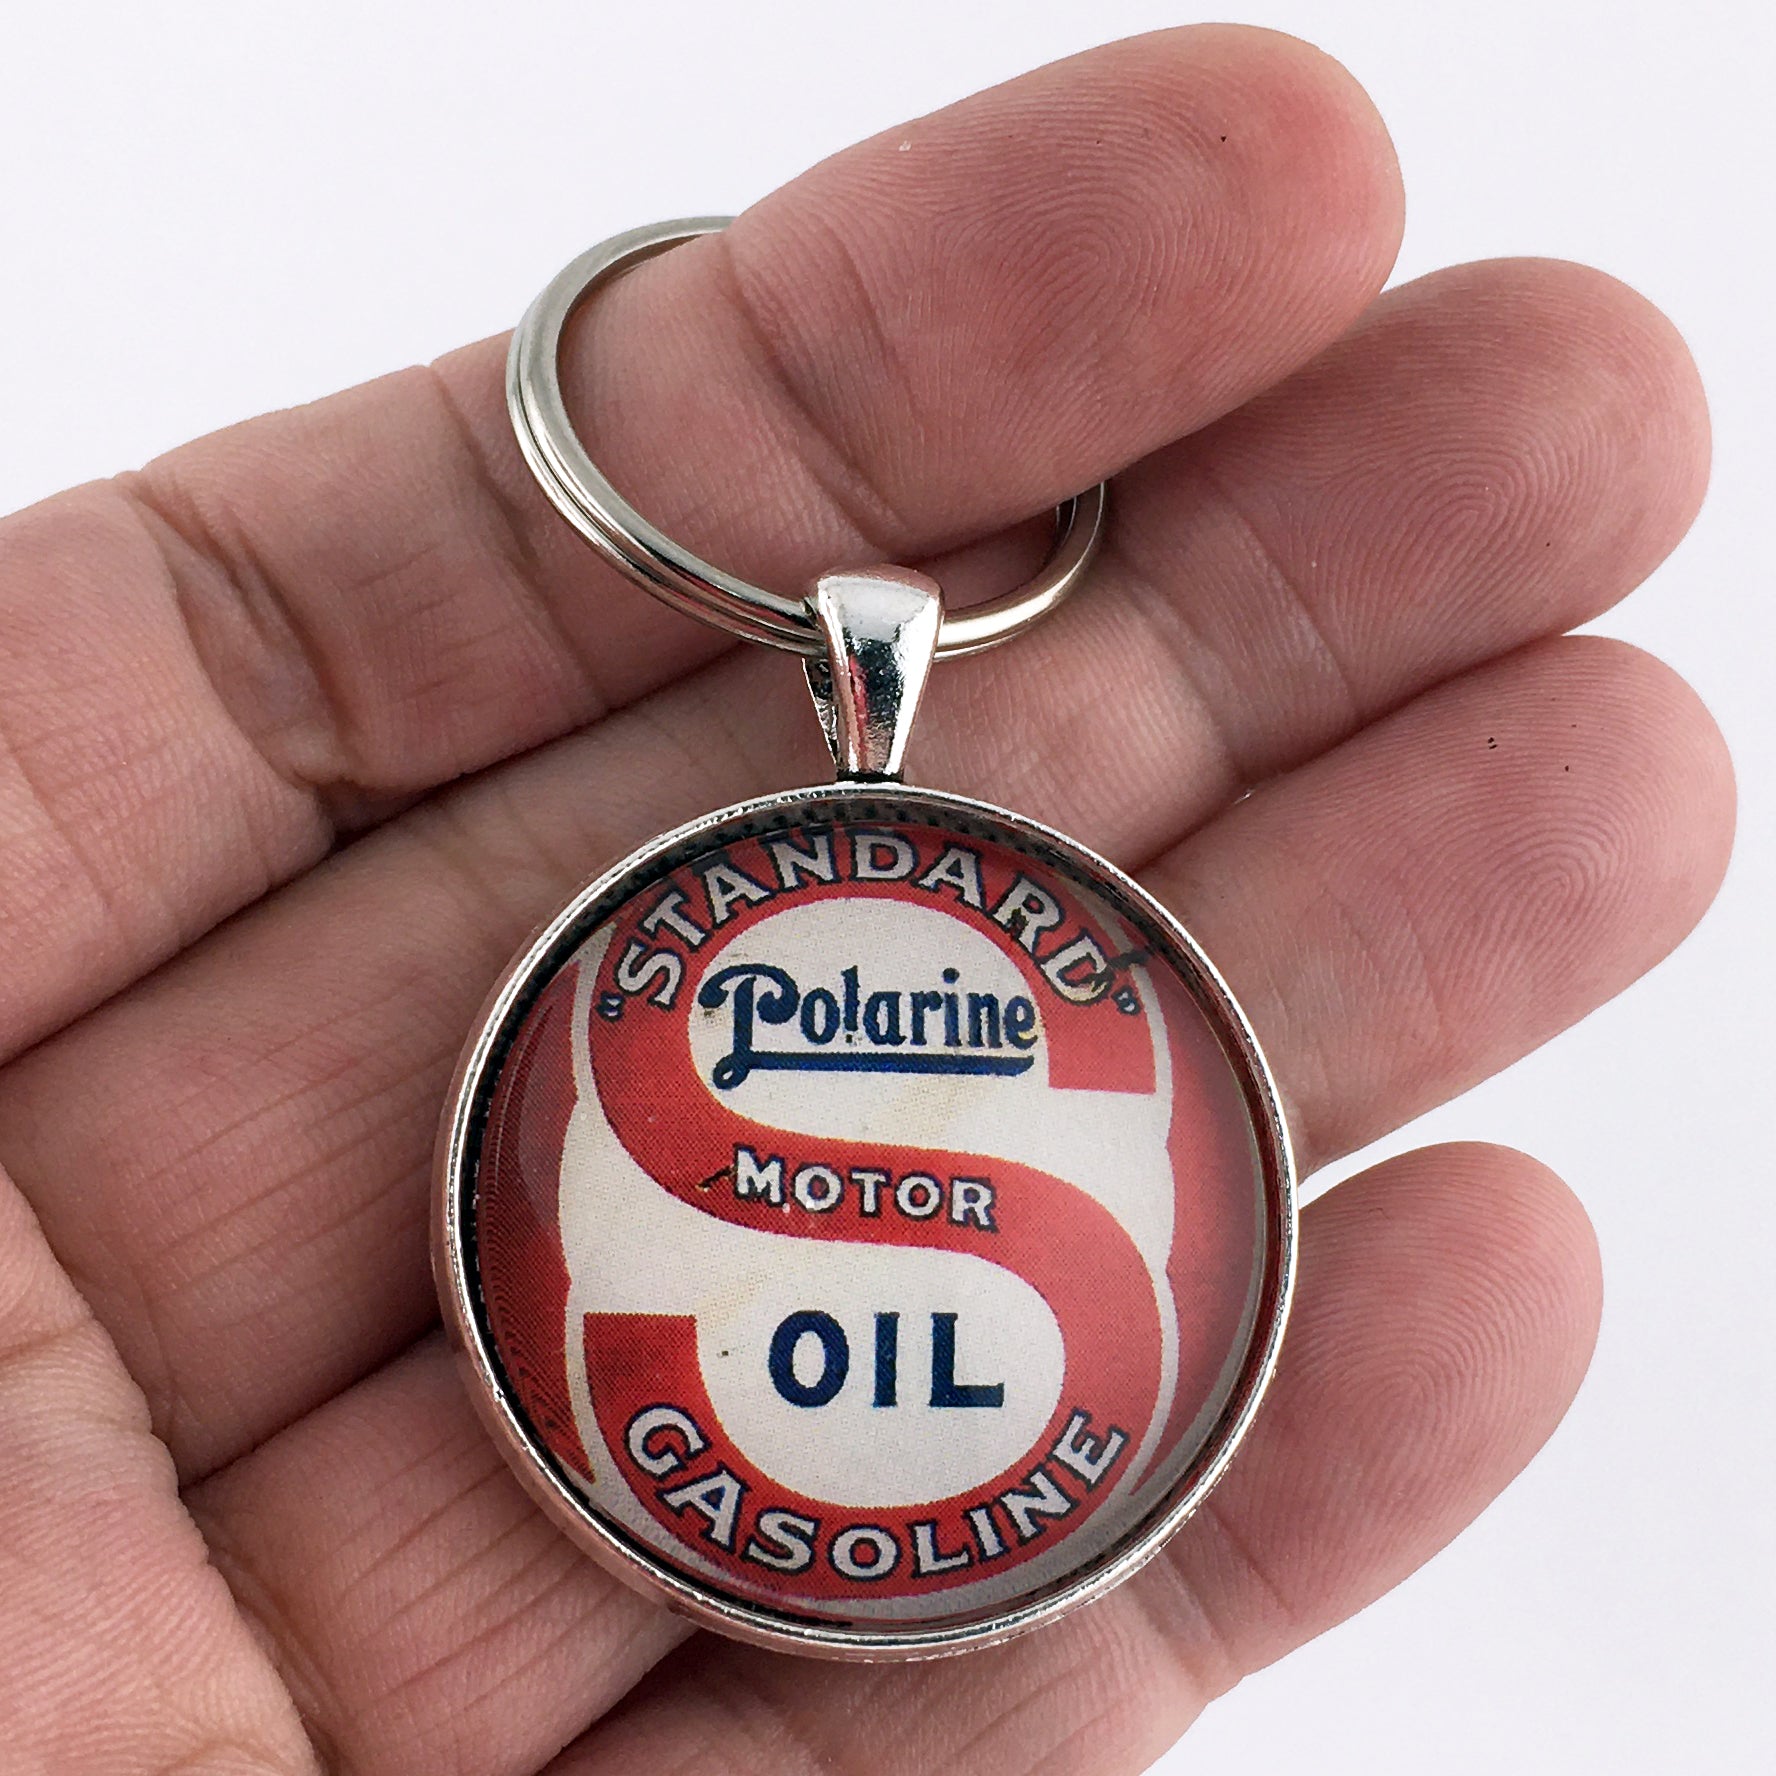 "STANDARD"
Polarine
MOTOR
OIL
GASOLINE